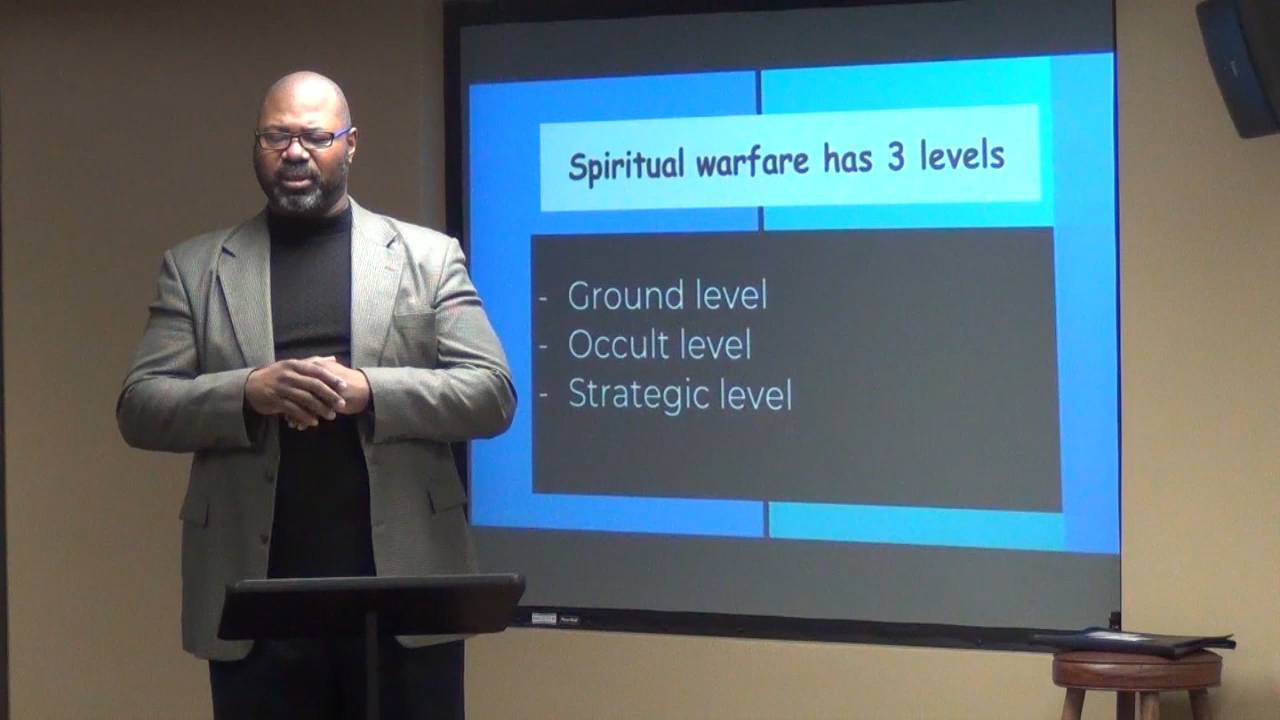 Spiritual warfare has 3 levels
- Ground level
- Occult level
- Strategic level